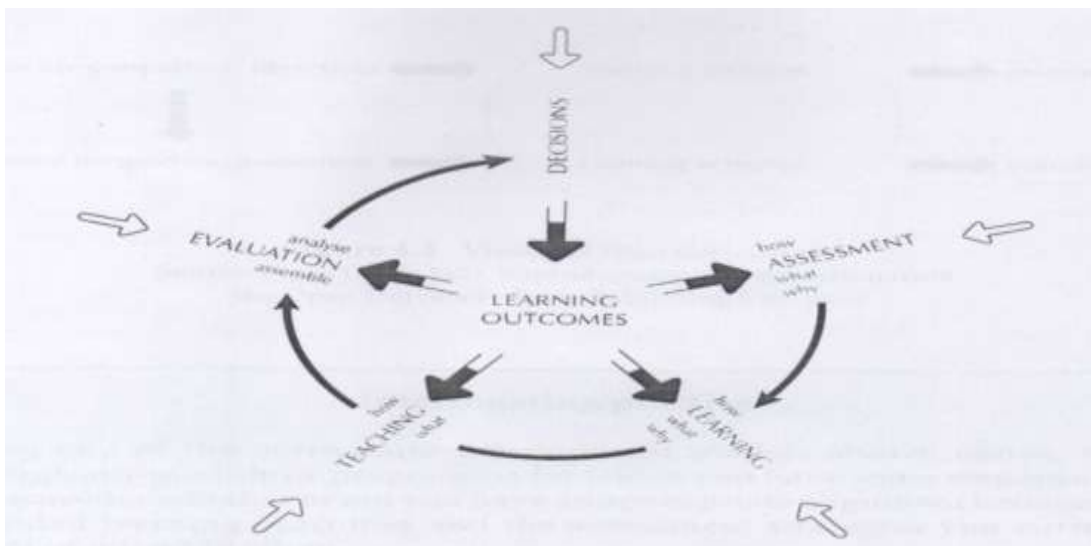 DECISIONS
analyse
EVALUATION
assemble
how
ASSESSMENT
what
why
LEARNING
OUTCOMES
how
TEACHING
what
how
LEARNING
what
why